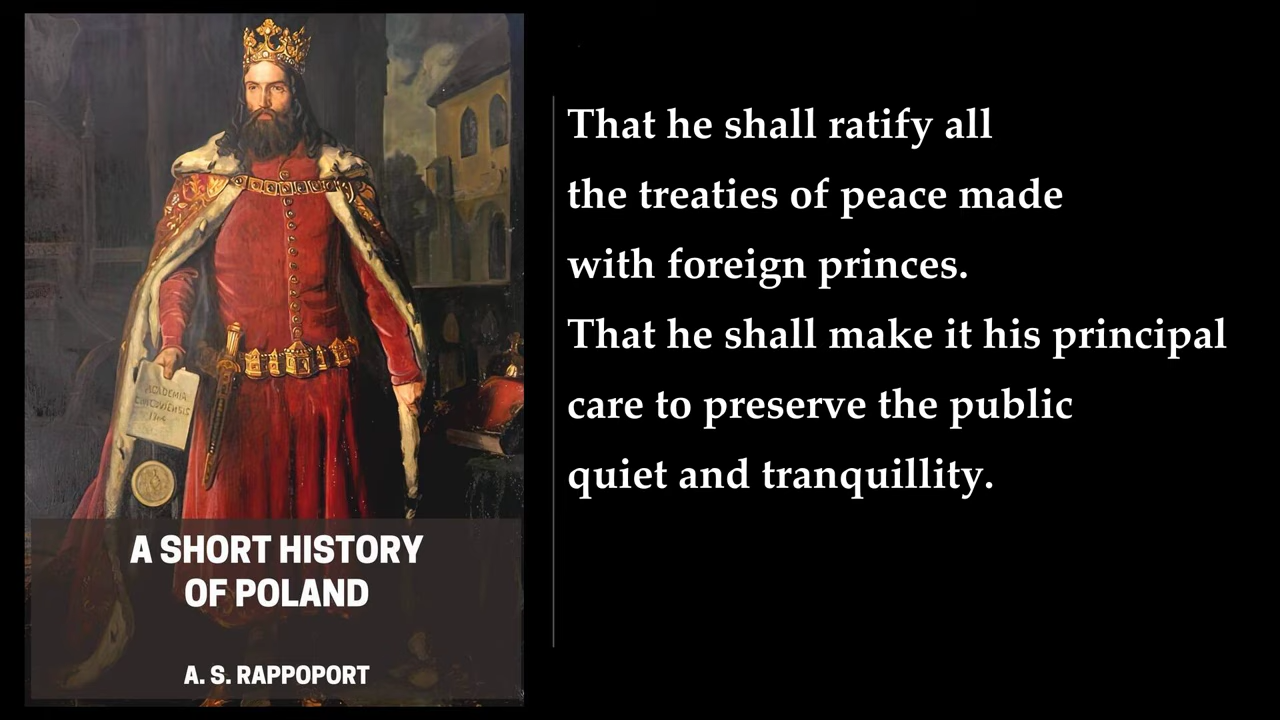 ACADEMIA
A SHORT HISTORY
OF POLAND
A. S. RAPPOPORT
That he shall ratify all
the treaties of peace made
with foreign princes.
That he shall make it his principal
care to preserve the public
quiet and tranquillity.